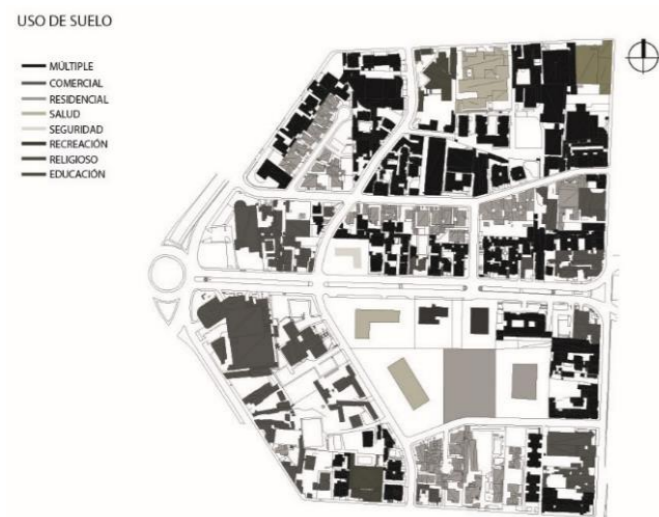 USO DE SUELO
MÚLTIPLE
COMERCIAL
RESIDENCIAL
SALUD
SEGURIDAD
RECREACIÓN
RELIGIOSO
EDUCACIÓN